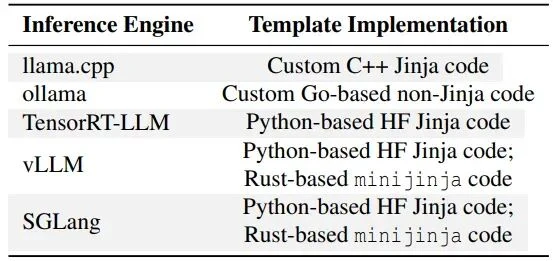 Inference Engine Template Implementation
llama.cpp Custom C++ Jinja code
ollama Custom Go-based non-Jinja code
TensorRT-LLM Python-based HF Jinja code
vLLM Python-based HF Jinja code;
Rust-based minijinja code
SGLang Python-based HF Jinja code;
Rust-based minijinja code